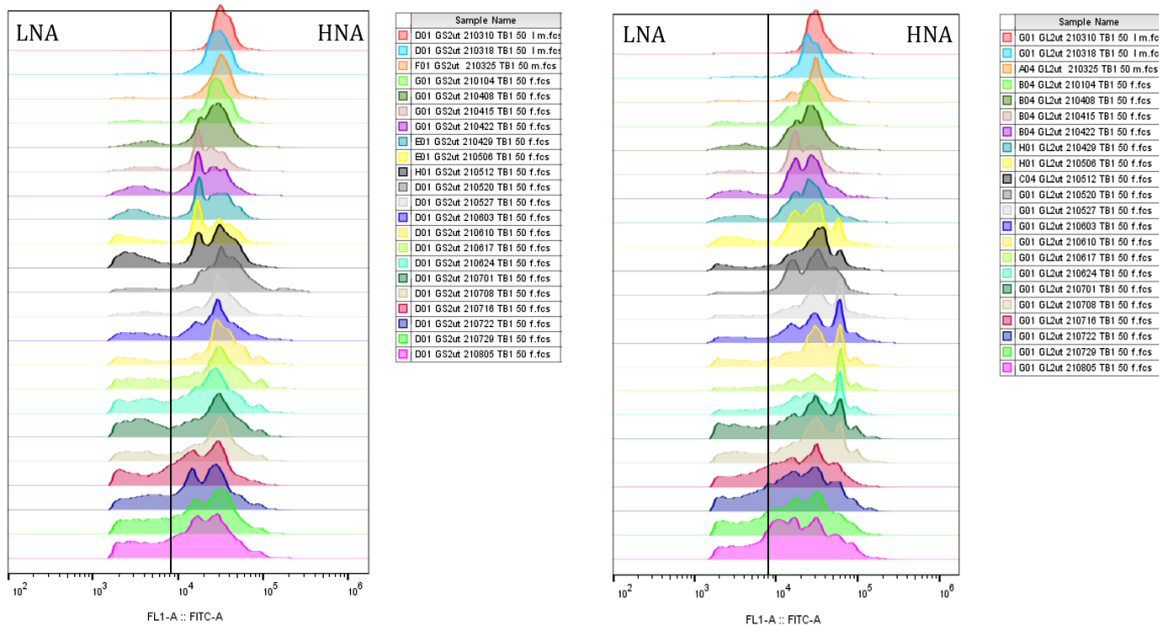 LNA HNA
Sample Name
D01 GS2ut 210310 TB1 50 l m.fcs
D01 GS2ut 210318 TB1 50 l m.fcs
F01 GS2ut 210325 TB1 50 m.fcs
G01 GS2ut 210104 TB1 50 f.fcs
G01 GS2ut 210408 TB1 50 f.fcs
G01 GS2ut 210415 TB1 50 f.fcs
G01 GS2ut 210422 TB1 50 f.fcs
E01 GS2ut 210429 TB1 50 f.fcs
E01 GS2ut 210506 TB1 50 f.fcs
H01 GS2ut 210512 TB1 50 f.fcs
D01 GS2ut 210520 TB1 50 f.fcs
D01 GS2ut 210527 TB1 50 f.fcs
D01 GS2ut 210603 TB1 50 f.fcs
D01 GS2ut 210610 TB1 50 f.fcs
D01 GS2ut 210617 TB1 50 f.fcs
D01 GS2ut 210624 TB1 50 f.fcs
D01 GS2ut 210701 TB1 50 f.fcs
D01 GS2ut 210708 TB1 50 f.fcs
D01 GS2ut 210716 TB1 50 f.fcs
D01 GS2ut 210722 TB1 50 f.fcs
D01 GS2ut 210729 TB1 50 f.fcs
D01 GS2ut 210805 TB1 50 f.fcs
10² 10³ 10⁴ 10⁵ 10⁶
FL1-A :: FITC-A
LNA HNA
Sample Name
G01 GL2ut 210310 TB1 50 l m.fcs
G01 GL2ut 210318 TB1 50 l m.fcs
A04 GL2ut 210325 TB1 50 m.fcs
B04 GL2ut 210104 TB1 50 f.fcs
B04 GL2ut 210408 TB1 50 f.fcs
B04 GL2ut 210415 TB1 50 f.fcs
B04 GL2ut 210422 TB1 50 f.fcs
H01 GL2ut 210429 TB1 50 f.fcs
H01 GL2ut 210506 TB1 50 f.fcs
C04 GL2ut 210512 TB1 50 f.fcs
G01 GL2ut 210520 TB1 50 f.fcs
G01 GL2ut 210527 TB1 50 f.fcs
G01 GL2ut 210603 TB1 50 f.fcs
G01 GL2ut 210610 TB1 50 f.fcs
G01 GL2ut 210617 TB1 50 f.fcs
G01 GL2ut 210624 TB1 50 f.fcs
G01 GL2ut 210701 TB1 50 f.fcs
G01 GL2ut 210708 TB1 50 f.fcs
G01 GL2ut 210716 TB1 50 f.fcs
G01 GL2ut 210722 TB1 50 f.fcs
G01 GL2ut 210729 TB1 50 f.fcs
G01 GL2ut 210805 TB1 50 f.fcs
10² 10³ 10⁴ 10⁵ 10⁶
FL1-A :: FITC-A